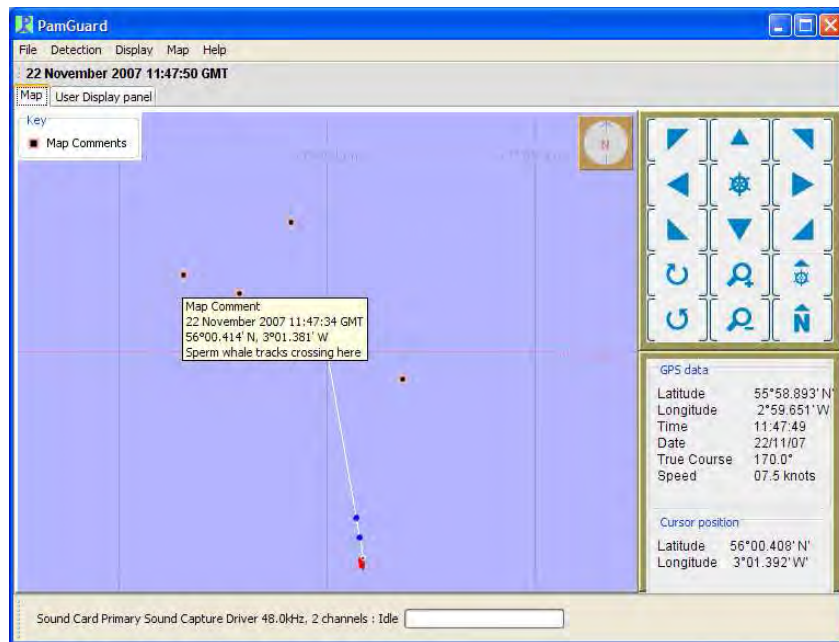 PamGuard
File Detection Display Map Help
22 November 2007 11:47:50 GMT
Map User Display panel
Key
Map Comments
N
Map Comment
22 November 2007 11:47:34 GMT
56°00.414' N, 3°01.381' W
Sperm whale tracks crossing here
N
GPS data
Latitude 55°58.893' N'
Longitude 2°59.651' W
Time 11:47:49
Date 22/11/07
True Course 170.0°
Speed 07.5 knots
Cursor position
Latitude 56°00.408' N'
Longitude 3°01.392' W'
Sound Card Primary Sound Capture Driver 48.0kHz, 2 channels : Idle